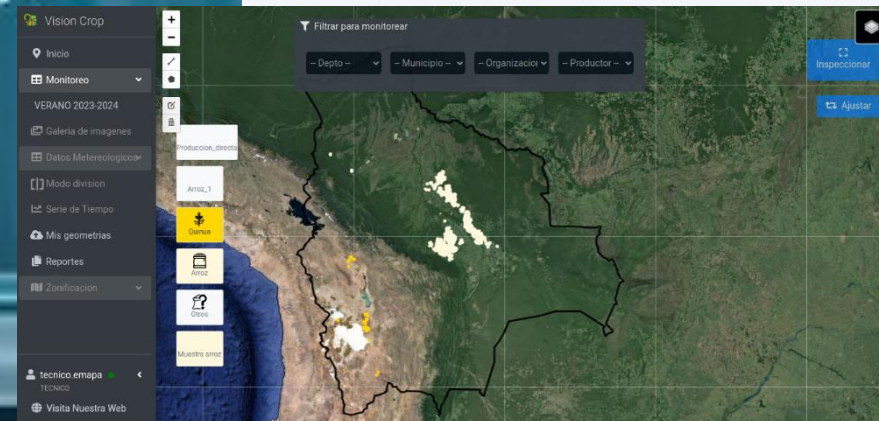 Vision Crop
Inicio
Monitoreo
VERANO 2023-2024
Galeria de imagenes
Datos Metereologicos
Modo division
Serie de Tiempo
Mis geometrias
Reportes
Zonificacion
tecnico.emapa
TECNICO
Visita Nuestra Web
+
−
Produccion_directa
Arroz_1
Quinua
Arroz
Otros
Muestra arroz
Filtrar para monitorear
-- Depto --
-- Municipio --
-- Organizacion
-- Productor --
Inspeccionar
Ajustar